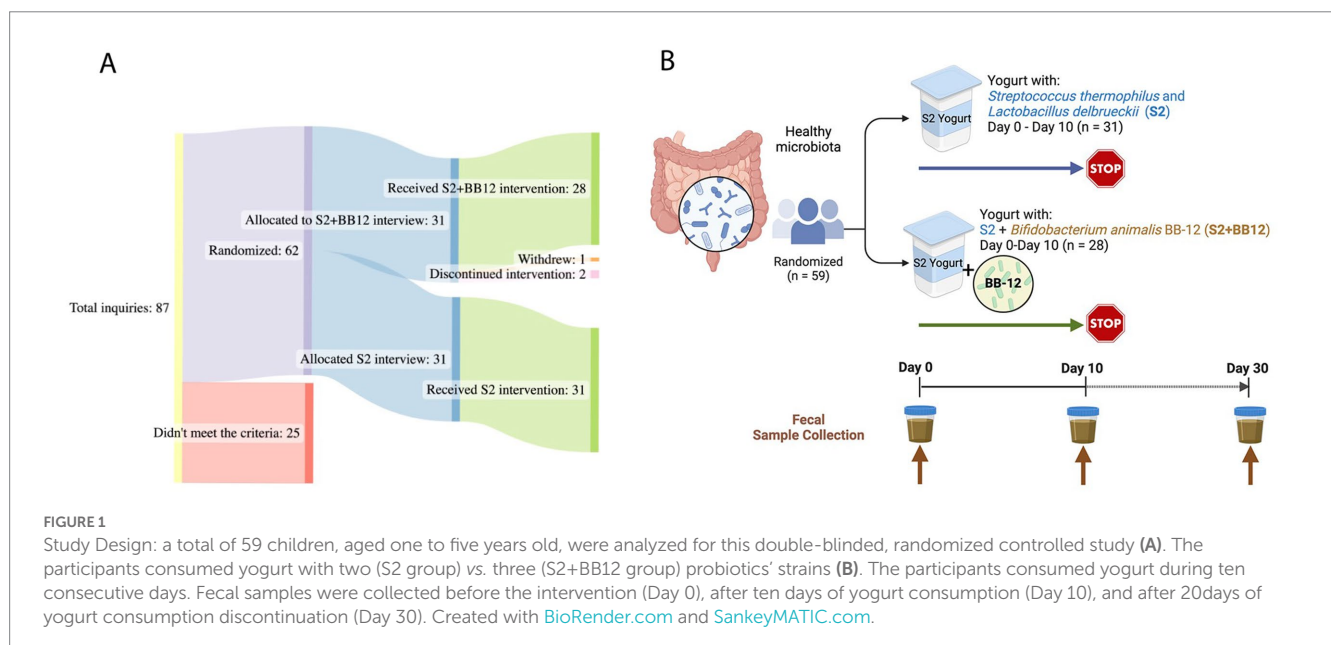 A
Total inquiries: 87
Randomized: 62
Didn't meet the criteria: 25
Allocated to S2+BB12 interview: 31
Allocated S2 interview: 31
Received S2+BB12 intervention: 28
Withdrew: 1
Discontinued intervention: 2
Received S2 intervention: 31
B
Healthy
microbiota
Randomized
(n = 59)
S2 Yogurt
Yogurt with:
Streptococcus thermophilus and
Lactobacillus delbrueckii (S2)
Day 0 - Day 10 (n = 31)
STOP
S2 Yogurt
+
BB-12
Yogurt with:
S2 + Bifidobacterium animalis BB-12 (S2+BB12)
Day 0-Day 10 (n = 28)
STOP
Day 0
Day 10
Day 30
Fecal
Sample Collection
FIGURE 1
Study Design: a total of 59 children, aged one to five years old, were analyzed for this double-blinded, randomized controlled study (A). The
participants consumed yogurt with two (S2 group) vs. three (S2+BB12 group) probiotics' strains (B). The participants consumed yogurt during ten
consecutive days. Fecal samples were collected before the intervention (Day 0), after ten days of yogurt consumption (Day 10), and after 20days of
yogurt consumption discontinuation (Day 30). Created with BioRender.com and SankeyMATIC.com.